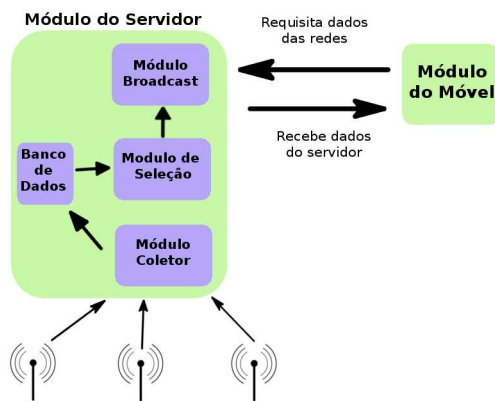 Módulo do Servidor
Requisita dados
das redes
Módulo
Broadcast
Módulo
do Móvel
Recebe dados
do servidor
Banco
de
Dados
Modulo de
Seleção
Módulo
Coletor